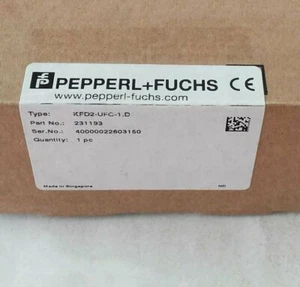 PEPPERL+FUCHS CE
www.pepperl-fuchs.com
Type: KFD2-UFC-1.D
Part No.: 231193
Ser.No.: 40000022603150
Quantity: 1 pc
Made in Singapore